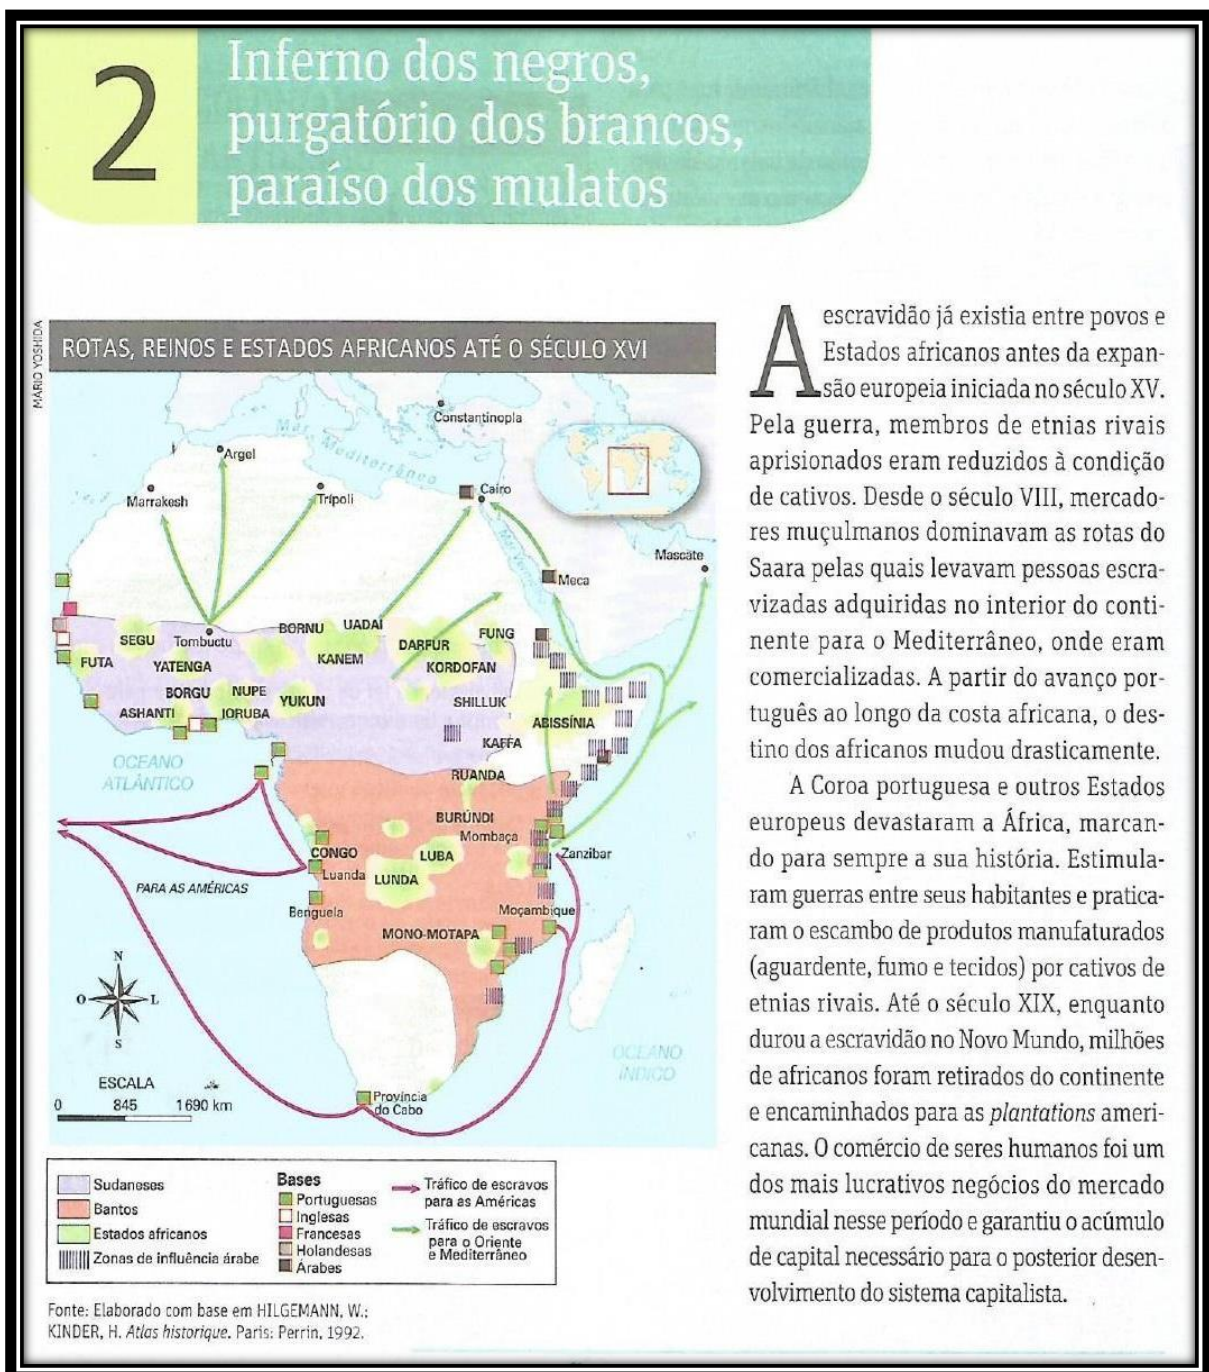 2
Inferno dos negros,
purgatório dos brancos,
paraíso dos mulatos
MÁRIO YOSHIDA
ROTAS, REINOS E ESTADOS AFRICANOS ATÉ O SÉCULO XVI
Constantinopla
Mar Mediterrâneo
Argel
Marrakesh
Trípoli
Cairo
Mar Vermelho
Mascate
Meca
SEGU
Tombuctu
BORNU
UADAI
DARFUR
FUNG
FUTA
YATENGA
KANEM
KORDOFAN
BORGU
NUPE
YUKUN
SHILLUK
ASHANTI
JORUBA
ABISSÍNIA
KAFFA
OCEANO
ATLÂNTICO
RUANDA
BURÚNDI
Mombaça
CONGO
LUBA
Zanzibar
Luanda
LUNDA
PARA AS AMÉRICAS
Benguela
Moçambique
MONO-MOTAPA
N
O
L
S
OCEANO
ÍNDICO
ESCALA
0 845 1 690 km
Província
do Cabo
Sudaneses
Bantos
Estados africanos
Zonas de influência árabe
Bases
Portuguesas
Inglesas
Francesas
Holandesas
Árabes
Tráfico de escravos
para as Américas
Tráfico de escravos
para o Oriente
e Mediterrâneo
Fonte: Elaborado com base em HILGEMANN, W.;
KINDER, H. Atlas historique. Paris: Perrin, 1992.
A escravidão já existia entre povos e
Estados africanos antes da expan-
são europeia iniciada no século XV.
Pela guerra, membros de etnias rivais
aprisionados eram reduzidos à condição
de cativos. Desde o século VIII, mercado-
res muçulmanos dominavam as rotas do
Saara pelas quais levavam pessoas escra-
vizadas adquiridas no interior do conti-
nente para o Mediterrâneo, onde eram
comercializadas. A partir do avanço por-
tuguês ao longo da costa africana, o des-
tino dos africanos mudou drasticamente.
A Coroa portuguesa e outros Estados
europeus devastaram a África, marcan-
do para sempre a sua história. Estimula-
ram guerras entre seus habitantes e pratica-
ram o escambo de produtos manufaturados
(aguardente, fumo e tecidos) por cativos de
etnias rivais. Até o século XIX, enquanto
durou a escravidão no Novo Mundo, milhões
de africanos foram retirados do continente
e encaminhados para as plantations ameri-
canas. O comércio de seres humanos foi um
dos mais lucrativos negócios do mercado
mundial nesse período e garantiu o acúmulo
de capital necessário para o posterior desen-
volvimento do sistema capitalista.